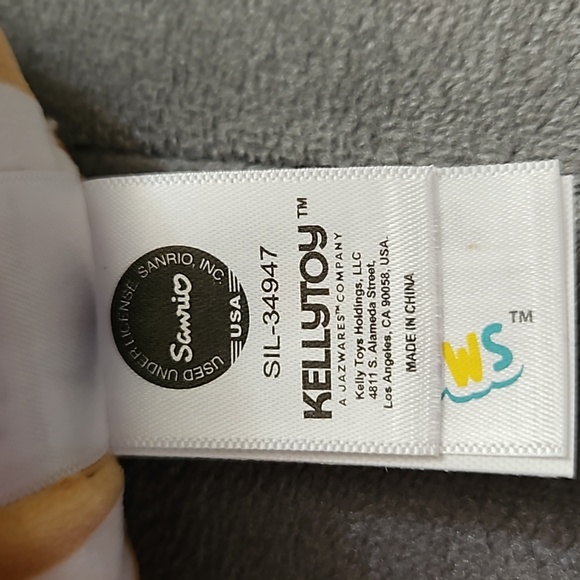 USED UNDER LICENSE. SANRIO, INC.
Sanrio
USA
SIL-34947
KELLYTOY™
A JAZWARES™ COMPANY
Kelly Toys Holdings, LLC
4811 S. Alameda Street,
Los Angeles, CA 90058, USA.
MADE IN CHINA
WS™